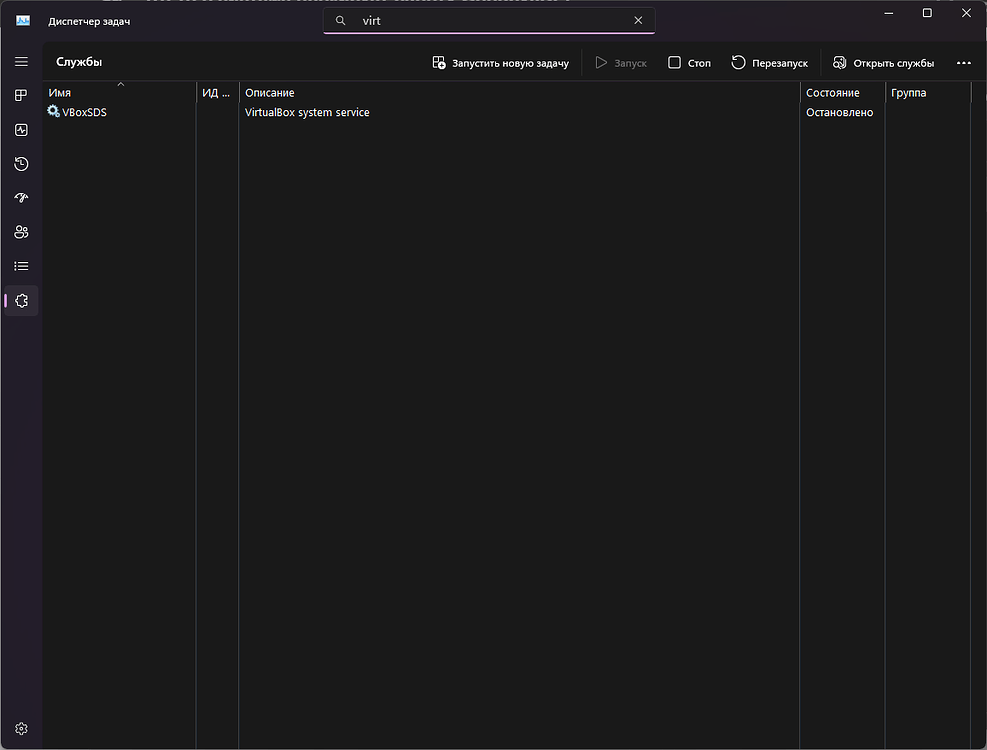 Диспетчер задач
virt
Службы
Запустить новую задачу
Запуск
Стоп
Перезапуск
Открыть службы
Имя
ИД ...
Описание
Состояние
Группа
VBoxSDS
VirtualBox system service
Остановлено